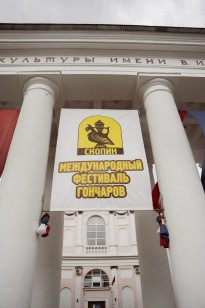 КУЛЬТУРЫ ИМЕНИ В.И
СКОПИН
МЕЖДУНАРОДНЫЙ
ФЕСТИВАЛЬ
ГОНЧАРОВ